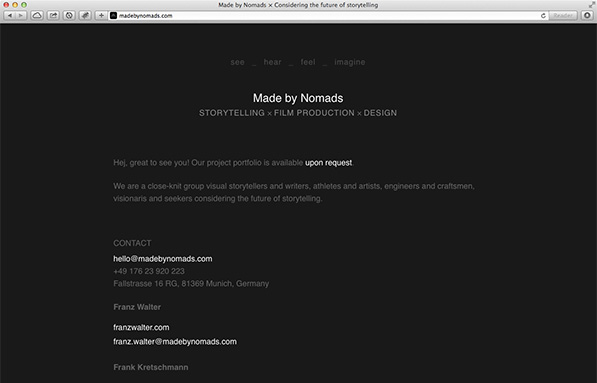 Made by Nomads × Considering the future of storytelling
madebynomads.com
Reader
see _ hear _ feel _ imagine
Made by Nomads
STORYTELLING × FILM PRODUCTION × DESIGN
Hej, great to see you! Our project portfolio is available upon request.
We are a close-knit group visual storytellers and writers, athletes and artists, engineers and craftsmen,
visionaris and seekers considering the future of storytelling.
CONTACT
hello@madebynomads.com
+49 176 23 920 223
Fallstrasse 16 RG, 81369 Munich, Germany
Franz Walter
franzwalter.com
franz.walter@madebynomads.com
Frank Kretschmann